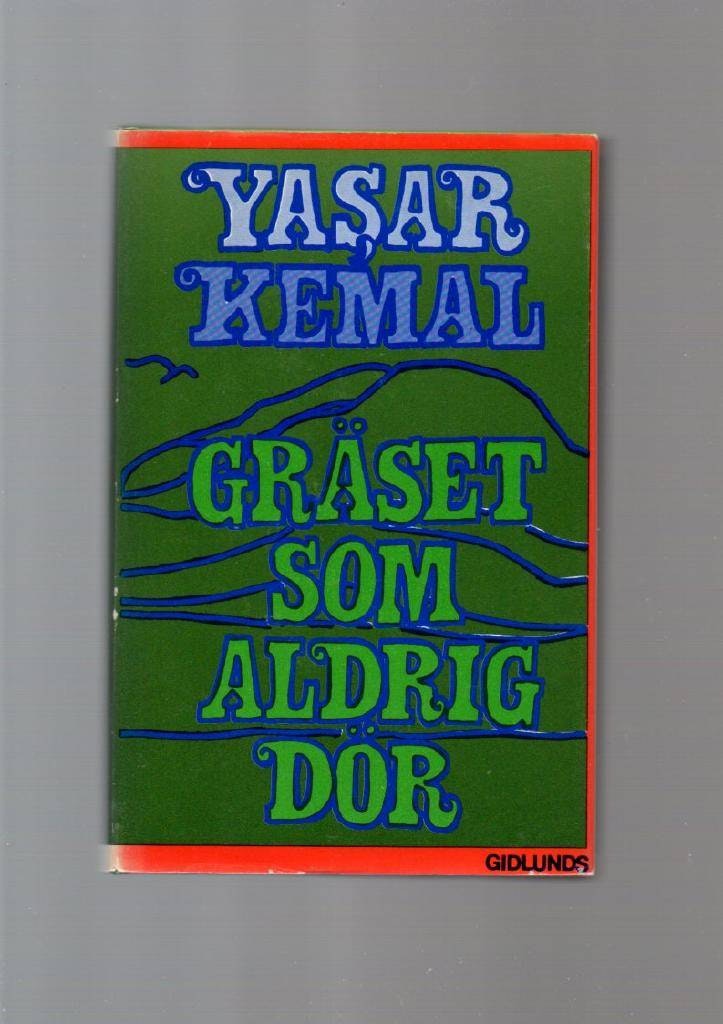 YAŞAR
KEMAL
GRÄSET
SOM
ALDRIG
DÖR
GIDLUNDS